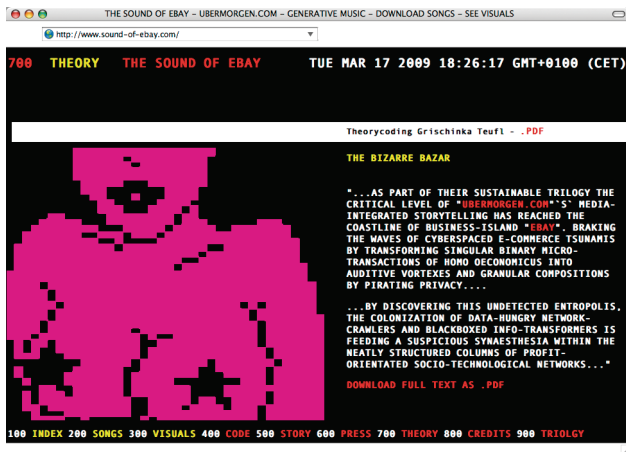 THE SOUND OF EBAY – UBERMORGEN.COM – GENERATIVE MUSIC – DOWNLOAD SONGS – SEE VISUALS
http://www.sound-of-ebay.com/
700 THEORY THE SOUND OF EBAY TUE MAR 17 2009 18:26:17 GMT+0100 (CET)
Theorycoding Grischinka Teufl - .PDF
THE BIZARRE BAZAR
"...AS PART OF THEIR SUSTAINABLE TRILOGY THE
CRITICAL LEVEL OF "UBERMORGEN.COM"`S` MEDIA-
INTEGRATED STORYTELLING HAS REACHED THE
COASTLINE OF BUSINESS-ISLAND "EBAY". BRAKING
THE WAVES OF CYBERSPACED E-COMMERCE TSUNAMIS
BY TRANSFORMING SINGULAR BINARY MICRO-
TRANSACTIONS OF HOMO OECONOMICUS INTO
AUDITIVE VORTEXES AND GRANULAR COMPOSITIONS
BY PIRATING PRIVACY....
...BY DISCOVERING THIS UNDETECTED ENTROPOLIS,
THE COLONIZATION OF DATA-HUNGRY NETWORK-
CRAWLERS AND BLACKBOXED INFO-TRANSFORMERS IS
FEEDING A SUSPICIOUS SYNAESTHESIA WITHIN THE
NEATLY STRUCTURED COLUMNS OF PROFIT-
ORIENTATED SOCIO-TECHNOLOGICAL NETWORKS..."
DOWNLOAD FULL TEXT AS .PDF
100 INDEX 200 SONGS 300 VISUALS 400 CODE 500 STORY 600 PRESS 700 THEORY 800 CREDITS 900 TRIOLGY